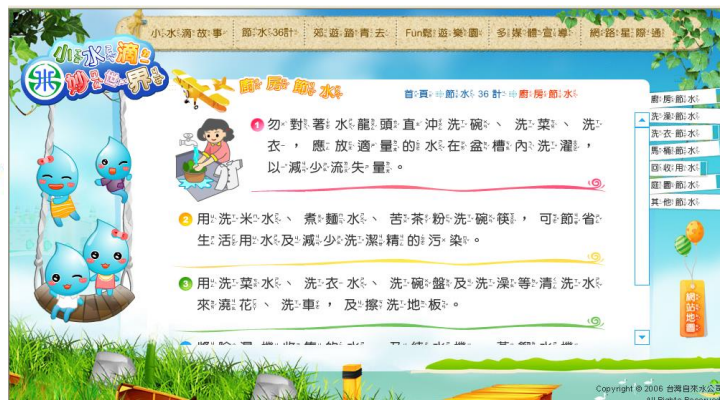 小水滴故事 節水36計 郊遊踏青去 Fun鬆遊樂園 多媒體宣導 網路星際通
小水滴
妙世界
廚房節水
首頁 節水 36 計 廚房節水
1 勿對著水龍頭直沖洗碗、洗菜、洗
衣,應放適量的水在盆槽內洗濯,
以減少流失量。
2 用洗米水、煮麵水、苦茶粉洗碗筷,可節省
生活用水及減少洗潔精的污染。
3 用洗菜水、洗衣水、洗碗盤及洗澡等清洗水
來澆花、洗車,及擦洗地板。
廚房節水
洗澡節水
洗衣節水
馬桶節水
回收用水
庭園節水
其他節水
網站地圖
Copyright © 2006 台灣自來水公司
All Rights Reserved